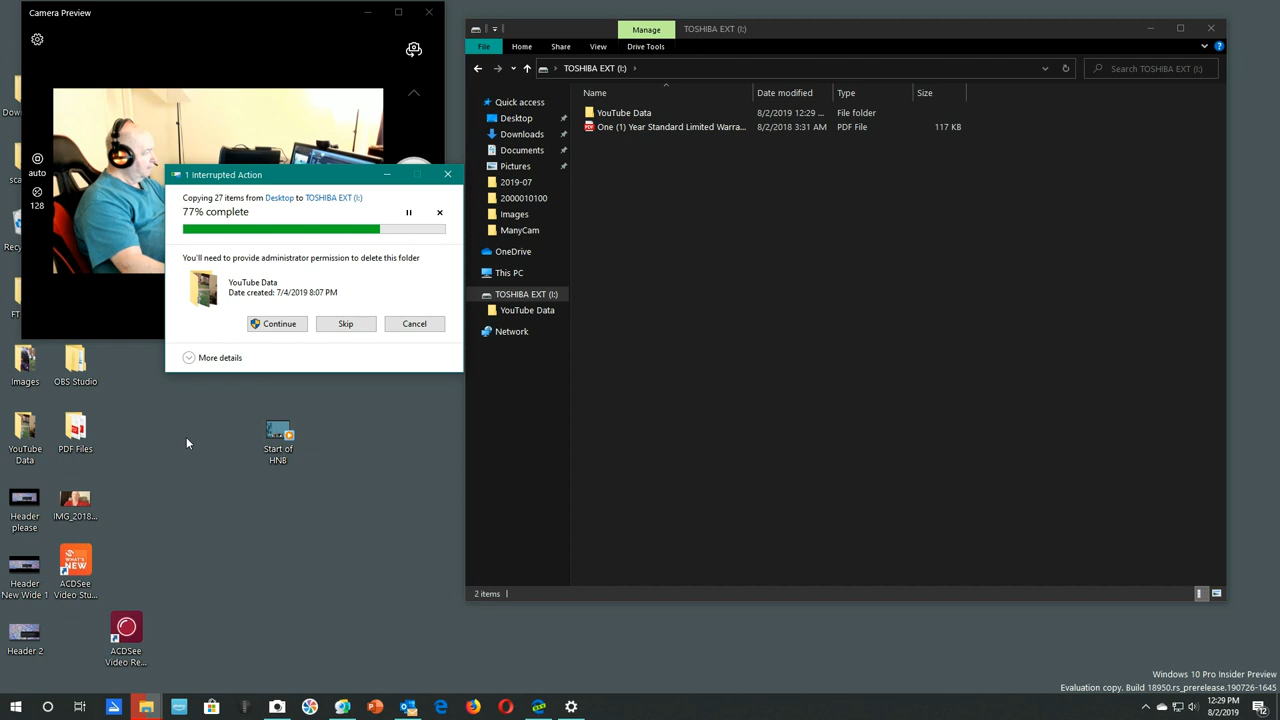 Camera Preview
auto
128
1 Interrupted Action
Copying 27 items from Desktop to TOSHIBA EXT (I:)
77% complete
You'll need to provide administrator permission to delete this folder
YouTube Data
Date created: 7/4/2019 8:07 PM
Continue
Skip
Cancel
More details
Manage
TOSHIBA EXT (I:)
File
Home
Share
View
Drive Tools
TOSHIBA EXT (I:)
Search TOSHIBA EXT (I:)
Name
Date modified
Type
Size
Quick access
Desktop
Downloads
Documents
Pictures
2019-07
2000010100
Images
ManyCam
OneDrive
This PC
TOSHIBA EXT (I:)
YouTube Data
Network
YouTube Data 8/2/2019 12:29 ... File folder
One (1) Year Standard Limited Warra... 8/2/2018 3:31 AM PDF File 117 KB
2 items
Images
OBS Studio
YouTube
Data
PDF Files
Start of
HNB
Header
please
IMG_2018...
Header
New Wide 1
WHAT'S
NEW
ACDSee
Video Stu...
Header 2
ACDSee
Video Re...
Windows 10 Pro Insider Preview
Evaluation copy. Build 18950.rs_prerelease.190726-1645
12:29 PM
8/2/2019
12